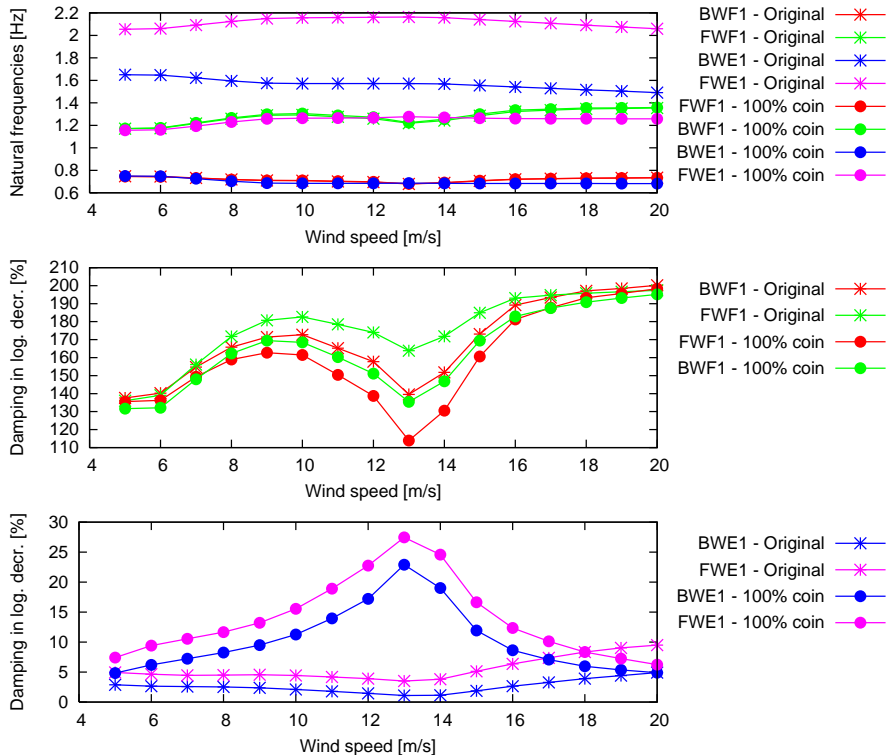 Natural frequencies [Hz]
2.2
2
1.8
1.6
1.4
1.2
1
0.8
0.6
4 6 8 10 12 14 16 18 20
Wind speed [m/s]
BWF1 - Original
FWF1 - Original
BWE1 - Original
FWE1 - Original
FWF1 - 100% coin
BWF1 - 100% coin
BWE1 - 100% coin
FWE1 - 100% coin
Damping in log. decr. [%]
210
200
190
180
170
160
150
140
130
120
110
4 6 8 10 12 14 16 18 20
Wind speed [m/s]
BWF1 - Original
FWF1 - Original
FWF1 - 100% coin
BWF1 - 100% coin
Damping in log. decr. [%]
30
25
20
15
10
5
0
4 6 8 10 12 14 16 18 20
Wind speed [m/s]
BWE1 - Original
FWE1 - Original
BWE1 - 100% coin
FWE1 - 100% coin